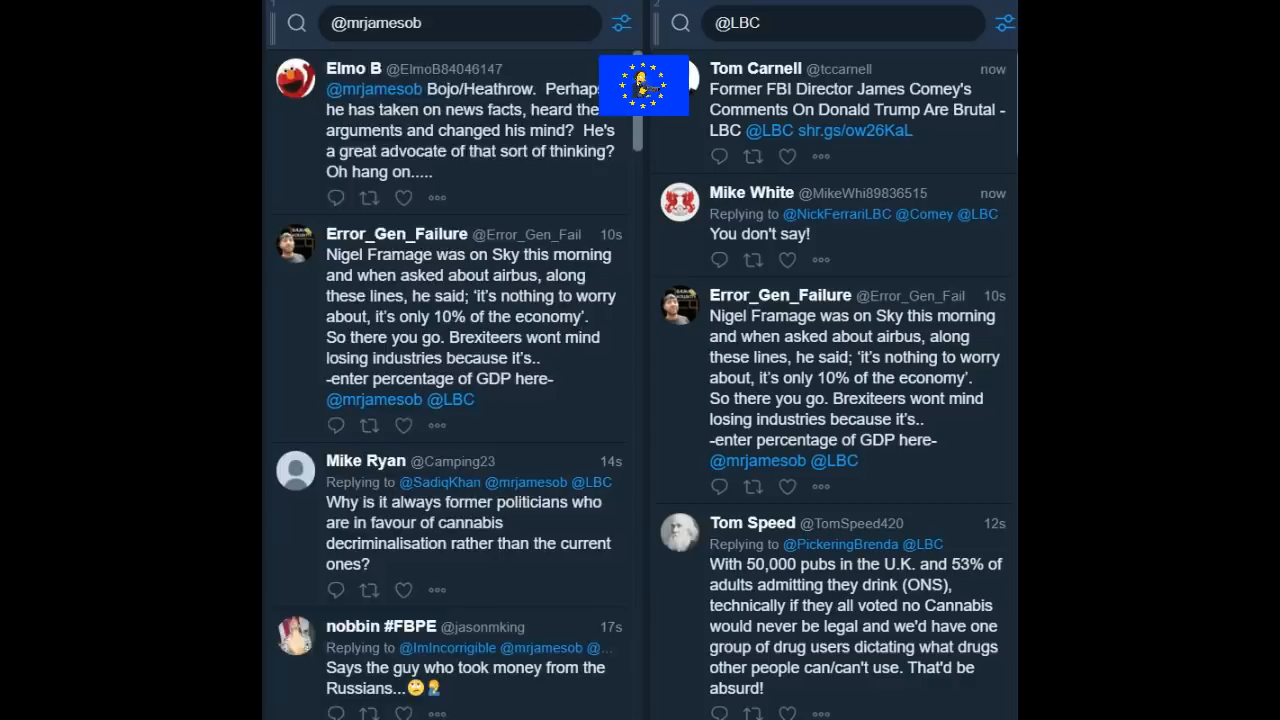 1
@mrjamesob
Elmo B @ElmoB84046147
@mrjamesob Bojo/Heathrow. Perhaps
he has taken on news facts, heard the
arguments and changed his mind? He's
a great advocate of that sort of thinking?
Oh hang on.....
Error_Gen_Failure @Error_Gen_Fail 10s
Nigel Framage was on Sky this morning
and when asked about airbus, along
these lines, he said; ‘it’s nothing to worry
about, it’s only 10% of the economy’.
So there you go. Brexiteers wont mind
losing industries because it’s..
-enter percentage of GDP here-
@mrjamesob @LBC
Mike Ryan @Camping23 14s
Replying to @SadiqKhan @mrjamesob @LBC
Why is it always former politicians who
are in favour of cannabis
decriminalisation rather than the current
ones?
nobbin #FBPE @jasonmking 17s
Replying to @ImIncorrigible @mrjamesob @...
Says the guy who took money from the
Russians...🙄🤦‍♂️
2
@LBC
Tom Carnell @tccarnell now
Former FBI Director James Comey's
Comments On Donald Trump Are Brutal -
LBC @LBC shr.gs/ow26KaL
Mike White @MikeWhi89836515 now
Replying to @NickFerrariLBC @Comey @LBC
You don't say!
Error_Gen_Failure @Error_Gen_Fail 10s
Nigel Framage was on Sky this morning
and when asked about airbus, along
these lines, he said; ‘it’s nothing to worry
about, it’s only 10% of the economy’.
So there you go. Brexiteers wont mind
losing industries because it’s..
-enter percentage of GDP here-
@mrjamesob @LBC
Tom Speed @TomSpeed420 12s
Replying to @PickeringBrenda @LBC
With 50,000 pubs in the U.K. and 53% of
adults admitting they drink (ONS),
technically if they all voted no Cannabis
would never be legal and we'd have one
group of drug users dictating what drugs
other people can/can't use. That'd be
absurd!